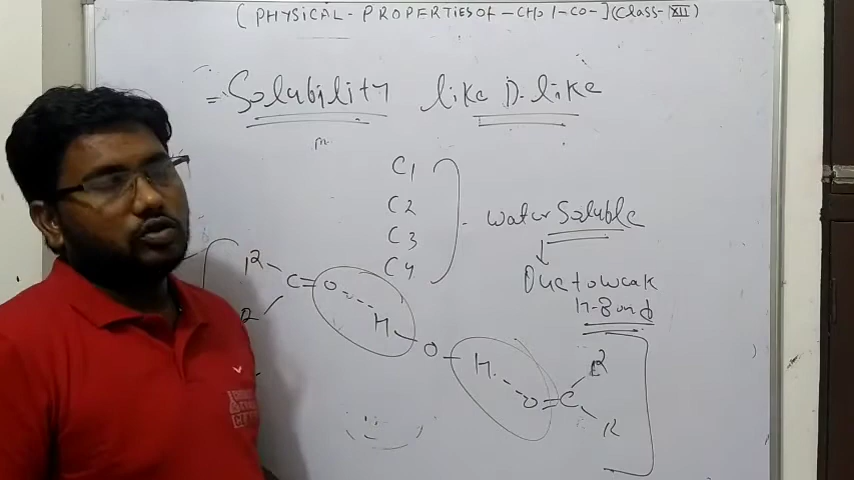 (PHYSICAL - PROPERTIES OF -CHO 1-CO-] (Class-XII)
= Solubility like D. like
C1
C2
C3
C4
water Soluble
Due to weak
H-Bond
R
R
C=O
H
O
H
O=C
R
R